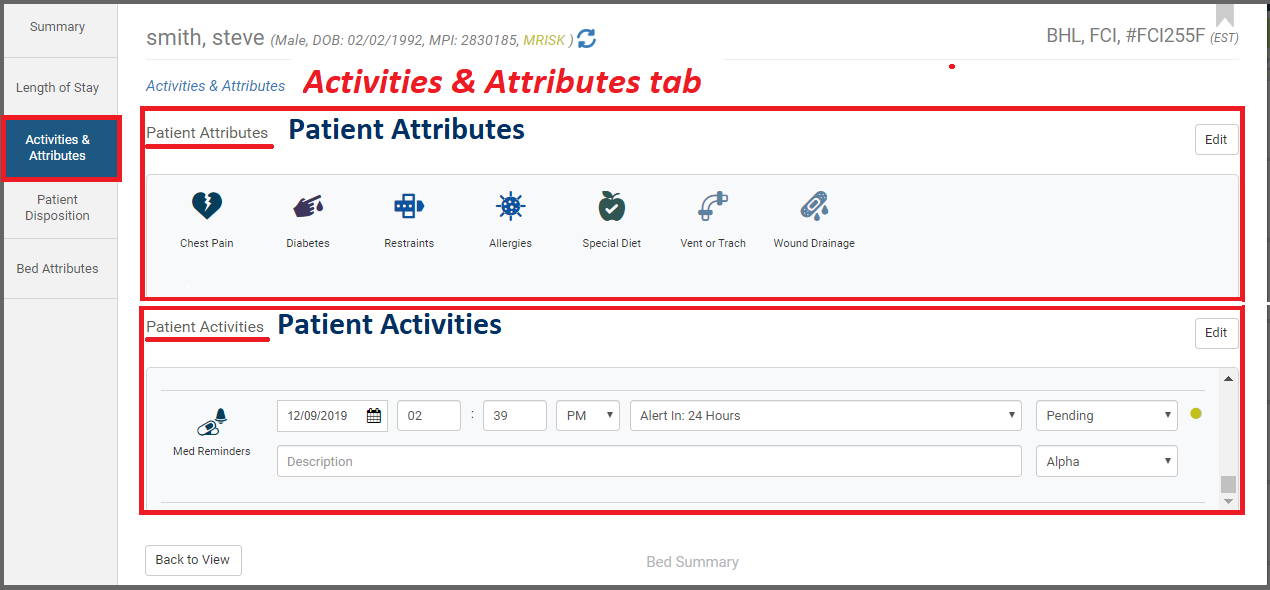 Summary
Length of Stay
Activities &
Attributes
Patient
Disposition
Bed Attributes
smith, steve (Male, DOB: 02/02/1992, MPI: 2830185, MRISK )
BHL, FCI, #FCI255F (EST)
Activities & Attributes
Activities & Attributes tab
Patient Attributes
Patient Attributes
Edit
Chest Pain
Diabetes
Restraints
Allergies
Special Diet
Vent or Trach
Wound Drainage
Patient Activities
Patient Activities
Edit
Med Reminders
12/09/2019
02 : 39
PM
Alert In: 24 Hours
Pending
Description
Alpha
Back to View
Bed Summary